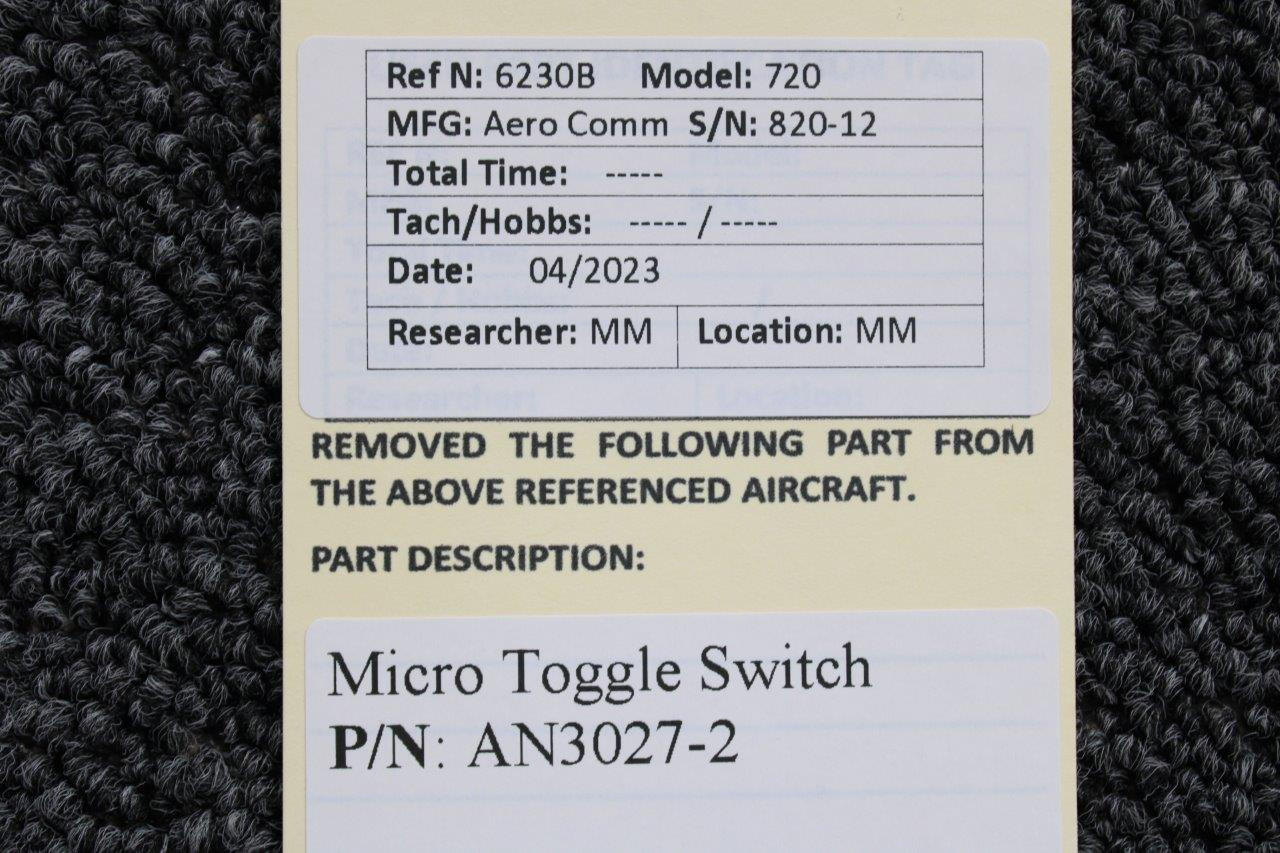 Ref N: 6230B Model: 720
MFG: Aero Comm S/N: 820-12
Total Time: -----
Tach/Hobbs: ----- / -----
Date: 04/2023
Researcher: MM Location: MM
REMOVED THE FOLLOWING PART FROM
THE ABOVE REFERENCED AIRCRAFT.
PART DESCRIPTION:
Micro Toggle Switch
P/N: AN3027-2